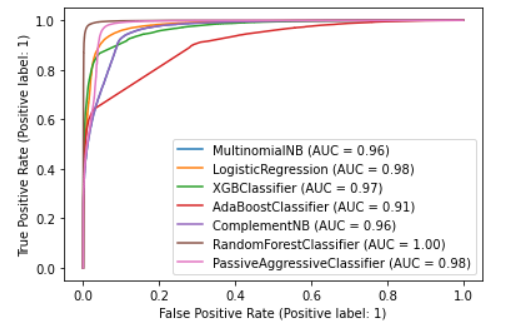 1.0
0.8
0.6
0.4
0.2
0.0
True Positive Rate (Positive label: 1)
MultinomialNB (AUC = 0.96)
LogisticRegression (AUC = 0.98)
XGBClassifier (AUC = 0.97)
AdaBoostClassifier (AUC = 0.91)
ComplementNB (AUC = 0.96)
RandomForestClassifier (AUC = 1.00)
PassiveAggressiveClassifier (AUC = 0.98)
0.0 0.2 0.4 0.6 0.8 1.0
False Positive Rate (Positive label: 1)